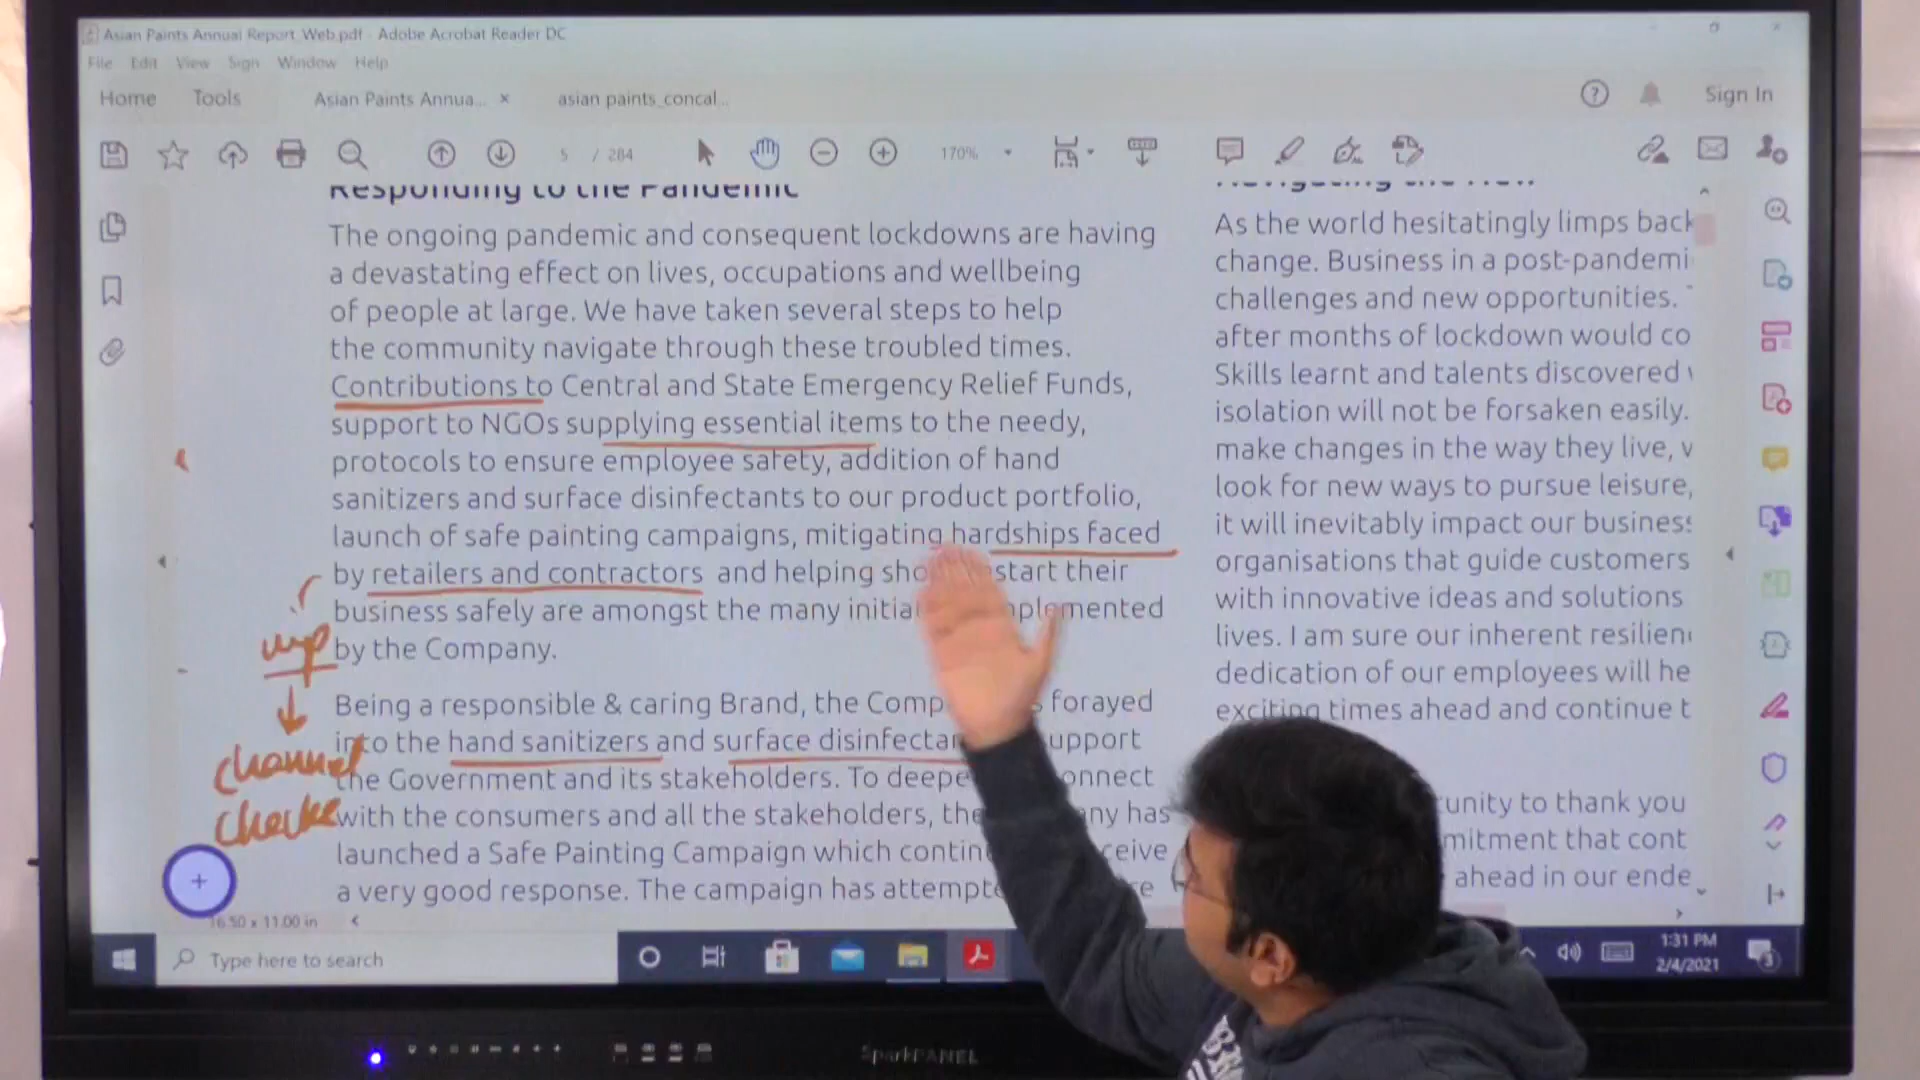 Asian Paints Annual Report_Web.pdf - Adobe Acrobat Reader DC
File Edit View Sign Window Help
Home Tools Asian Paints Annua... × asian paints_concal... Sign In
5 / 284 170%
Responding to the Pandemic
The ongoing pandemic and consequent lockdowns are having
a devastating effect on lives, occupations and wellbeing
of people at large. We have taken several steps to help
the community navigate through these troubled times.
Contributions to Central and State Emergency Relief Funds,
support to NGOs supplying essential items to the needy,
protocols to ensure employee safety, addition of hand
sanitizers and surface disinfectants to our product portfolio,
launch of safe painting campaigns, mitigating hardships faced
by retailers and contractors and helping sho start their
business safely are amongst the many initia plemented
by the Company.
Being a responsible & caring Brand, the Comp forayed
into the hand sanitizers and surface disinfectan upport
the Government and its stakeholders. To deepe onnect
with the consumers and all the stakeholders, the any has
launched a Safe Painting Campaign which contin ceive
a very good response. The campaign has attempte re
imp
channel
checks
As the world hesitatingly limps back
change. Business in a post-pandemi
challenges and new opportunities.
after months of lockdown would co
Skills learnt and talents discovered
isolation will not be forsaken easily.
make changes in the way they live, w
look for new ways to pursue leisure,
it will inevitably impact our business
organisations that guide customers
with innovative ideas and solutions
lives. I am sure our inherent resilien
dedication of our employees will he
exciting times ahead and continue t
tunity to thank you
mitment that cont
ahead in our ende
16.50 x 11.00 in
Type here to search
1:31 PM
2/4/2021
3
SparkPANEL